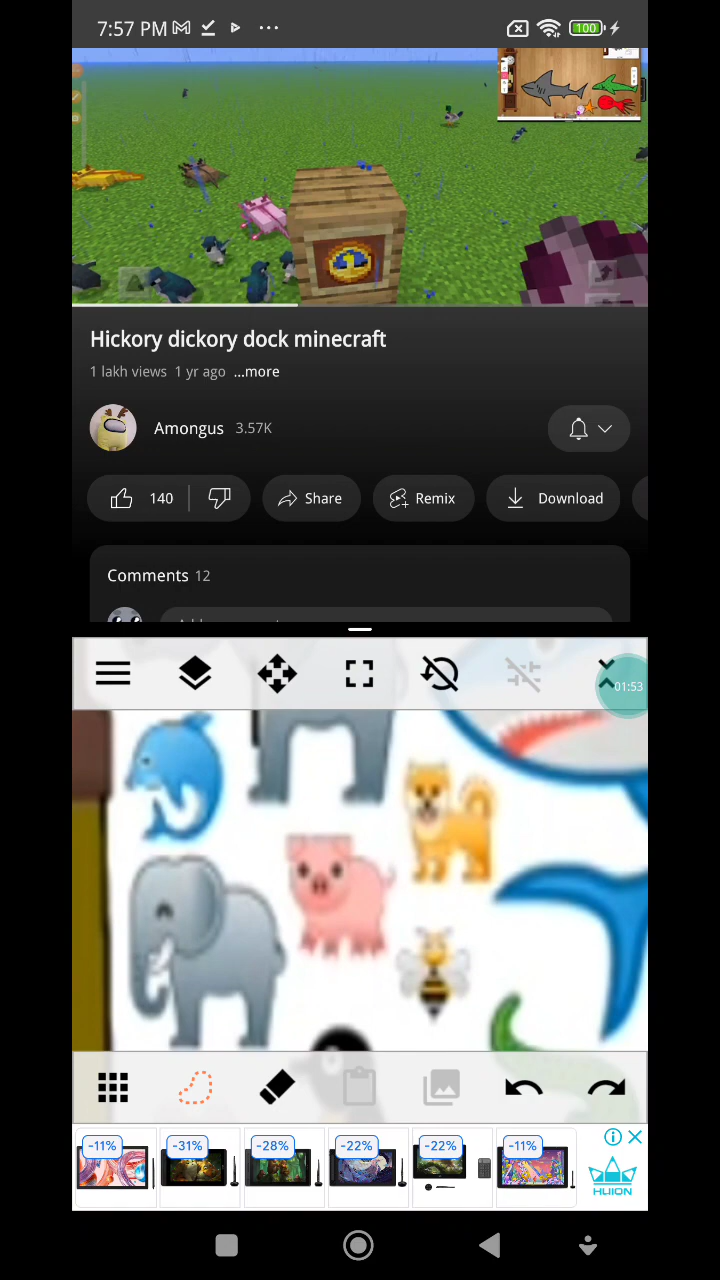 7:57 PM
100
Hickory dickory dock minecraft
1 lakh views 1 yr ago ...more
Amongus 3.57K
140
Share
Remix
Download
Comments 12
01:53
-11%
-31%
-28%
-22%
-22%
-11%
HUION